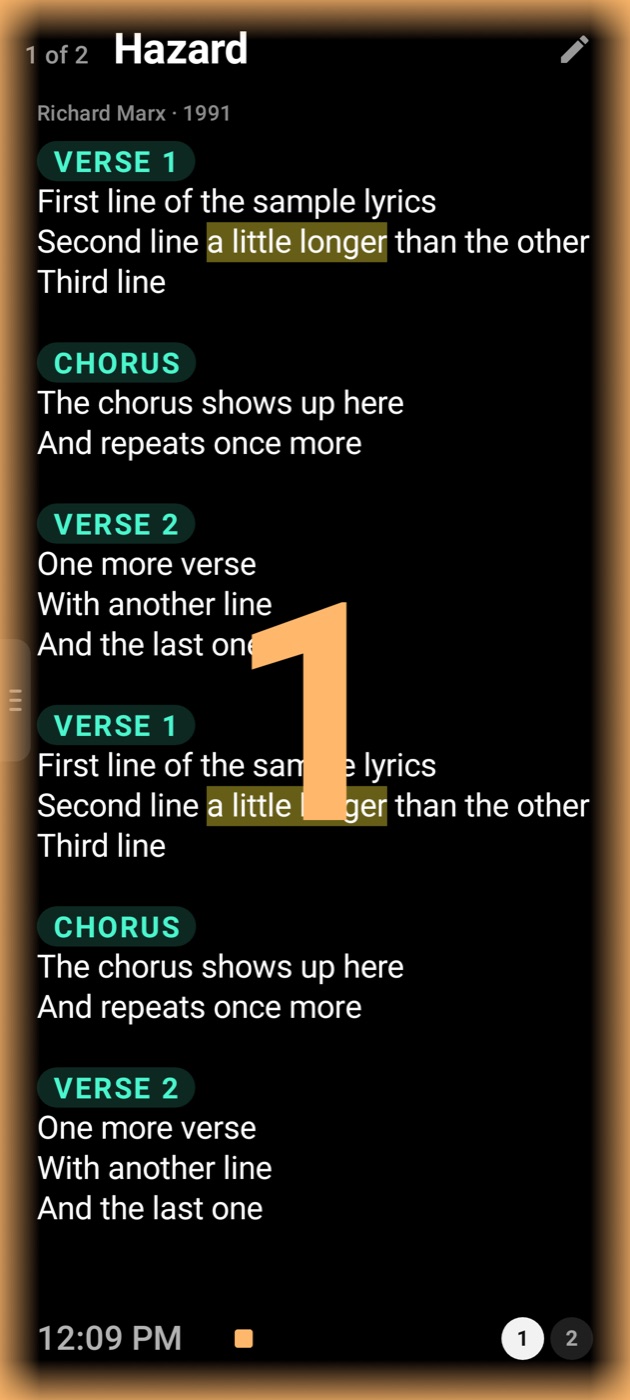 1 of 2 Hazard
Richard Marx · 1991
VERSE 1
First line of the sample lyrics
Second line a little longer than the other
Third line
CHORUS
The chorus shows up here
And repeats once more
VERSE 2
One more verse
With another line
And the last one
1
VERSE 1
First line of the sample lyrics
Second line a little longer than the other
Third line
CHORUS
The chorus shows up here
And repeats once more
VERSE 2
One more verse
With another line
And the last one
12:09 PM 1 2